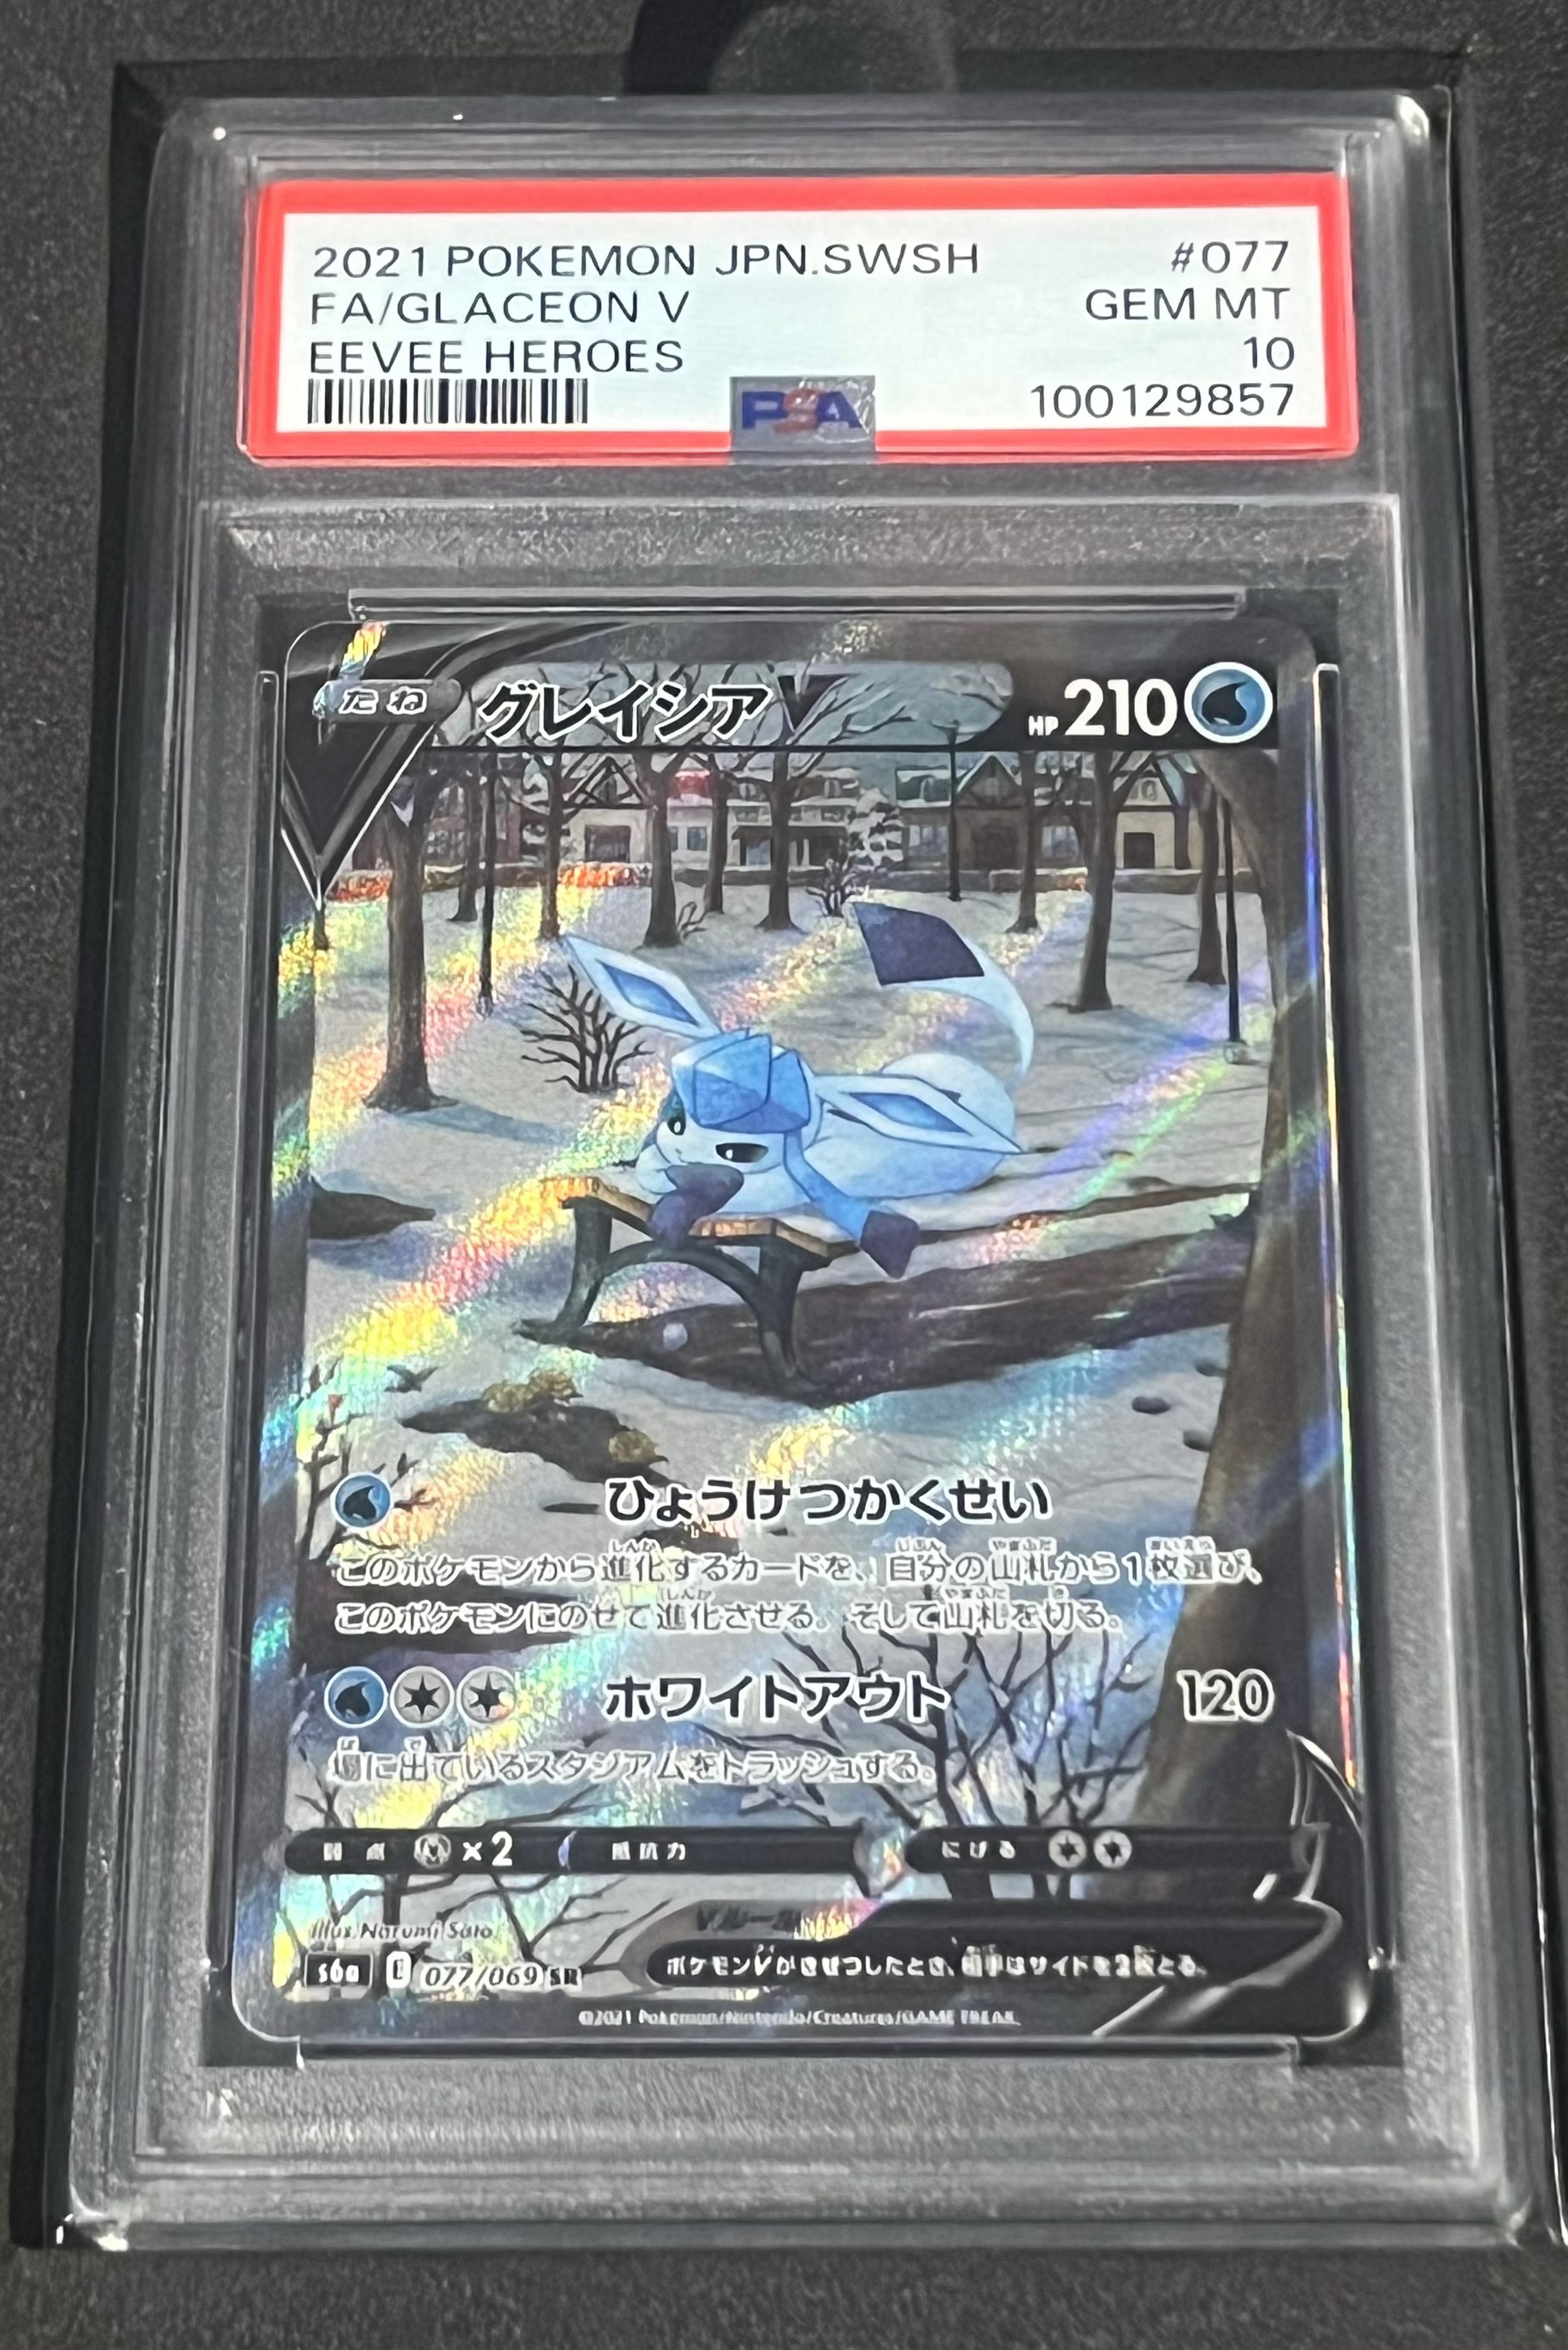 2021 POKEMON JPN.SWSH #077
FA/GLACEON V GEM MT
EEVEE HEROES 10
PSA 100129857
たね グレイシアV HP 210
ひょうけつかくせい
このポケモンから進化するカードを、自分の山札から1枚選び、
このポケモンにのせて進化させる。そして山札を切る。
ホワイトアウト 120
場に出ているスタジアムをトラッシュする。
弱点 ×2 抵抗力 にげる
Illus. Narumi Sato
Vルール
s6a E 077/069 SR ポケモンVがきぜつしたとき、相手はサイドを2枚とる。
©2021 Pokémon/Nintendo/Creatures/GAME FREAK